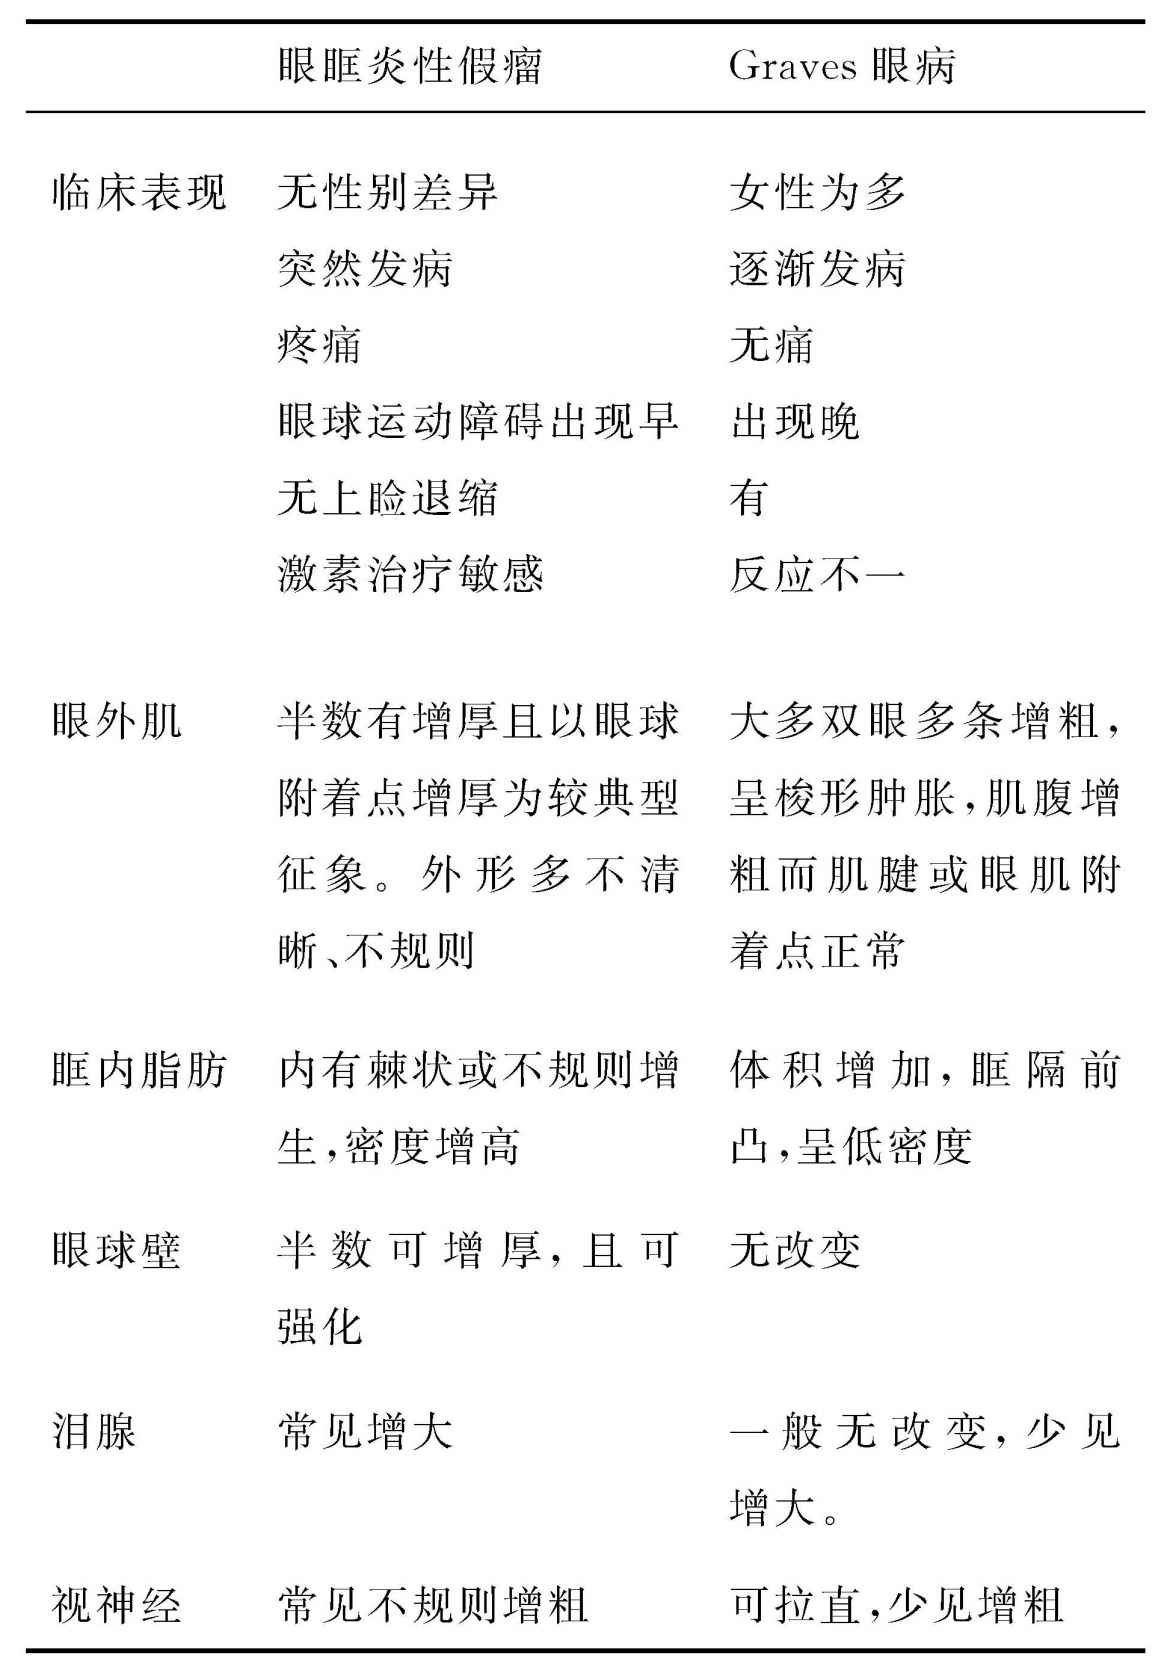 眼眶炎性假瘤 Graves 眼病
临床表现 无性别差异 女性为多
突然发病 逐渐发病
疼痛 无痛
眼球运动障碍出现早 出现晚
无上睑退缩 有
激素治疗敏感 反应不一
眼外肌 半数有增厚且以眼球 大多双眼多条增粗，
附着点增厚为较典型 呈梭形肿胀，肌腹增
征象。外形多不清 粗而肌腱或眼肌附
晰、不规则 着点正常
眶内脂肪 内有棘状或不规则增 体积增加，眶隔前
生，密度增高 凸，呈低密度
眼球壁 半数可增厚，且可 无改变
强化
泪腺 常见增大 一般无改变，少见
增大。
视神经 常见不规则增粗 可拉直，少见增粗